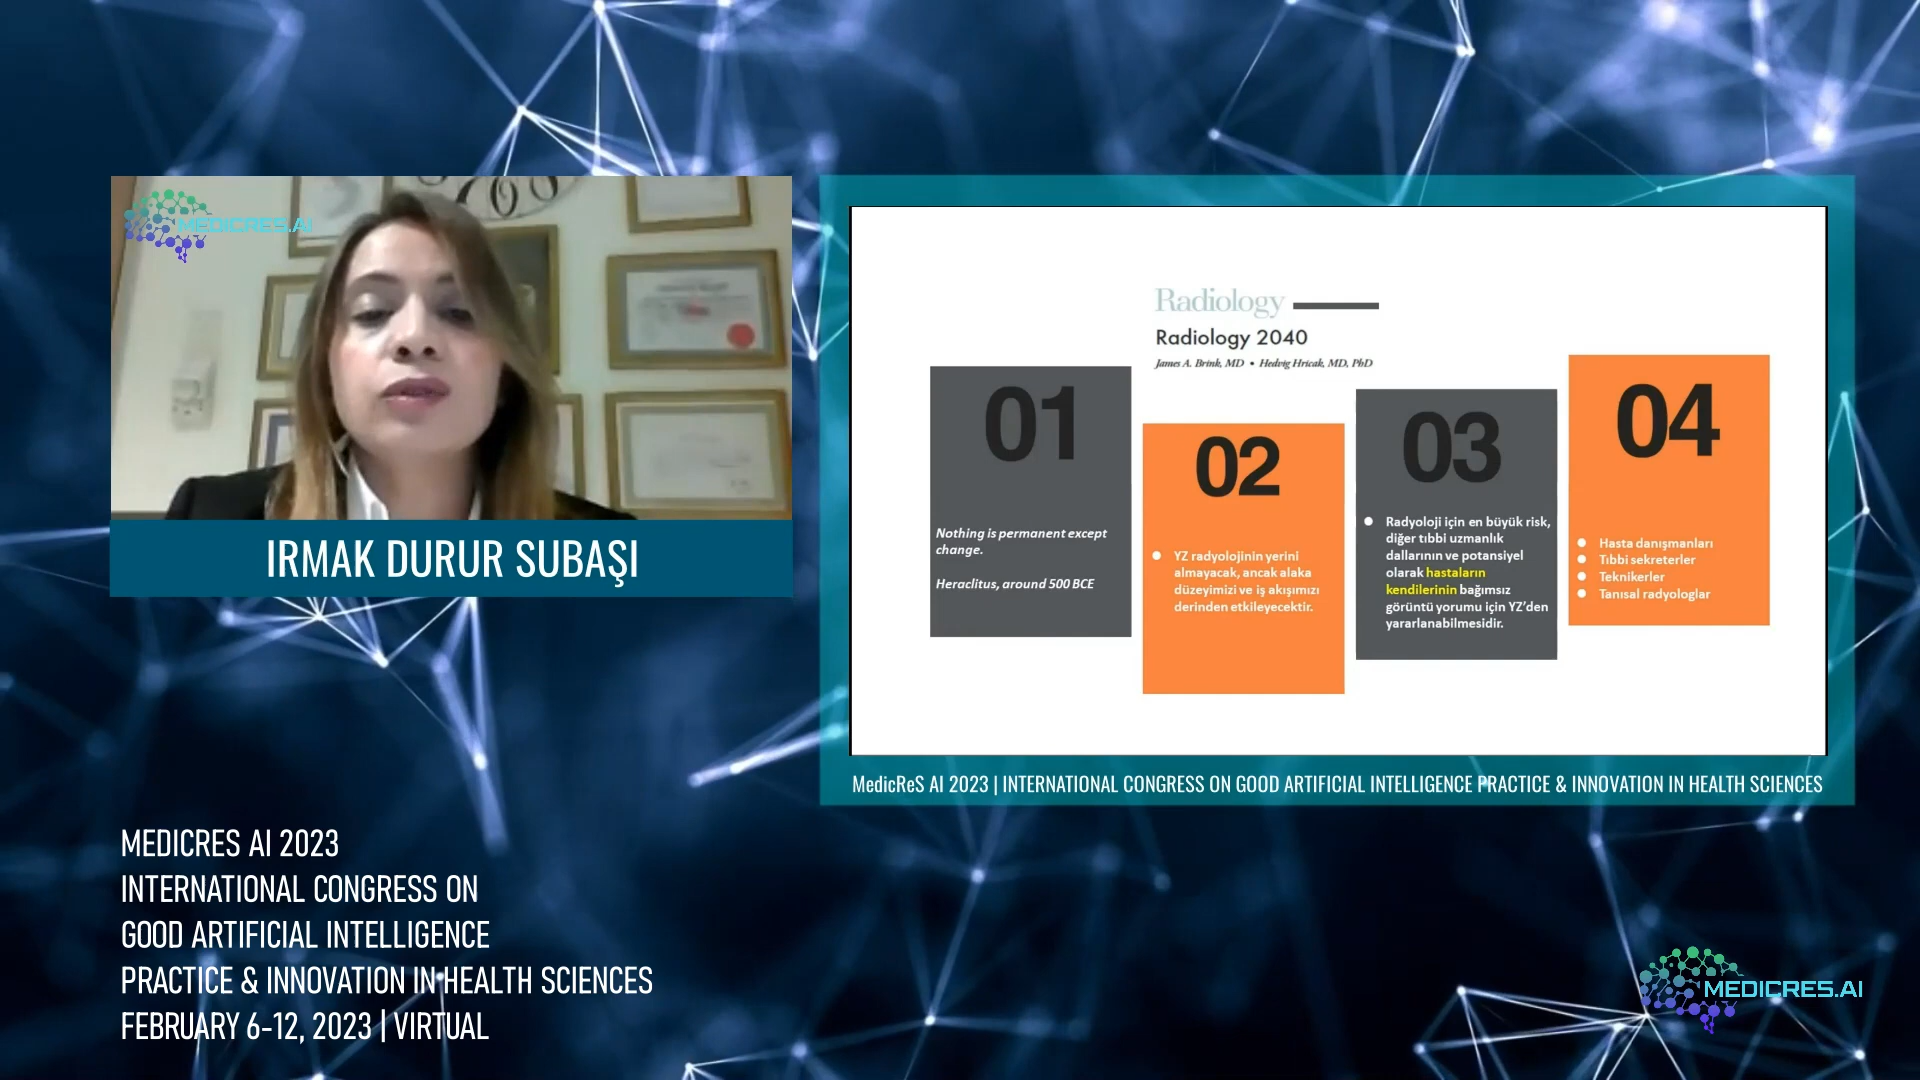 MEDICRES.AI
IRMAK DURUR SUBAŞI
Radiology
Radiology 2040
James A. Brink, MD • Hedvig Hricak, MD, PhD
01
Nothing is permanent except
change.
Heraclitus, around 500 BCE
02
YZ radyolojinin yerini
almayacak, ancak alaka
düzeyimizi ve iş akışımızı
derinden etkileyecektir.
03
Radyoloji için en büyük risk,
diğer tıbbi uzmanlık
dallarının ve potansiyel
olarak hastaların
kendilerinin bağımsız
görüntü yorumu için YZ’den
yararlanabilmesidir.
04
Hasta danışmanları
Tıbbi sekreterler
Teknikerler
Tanısal radyologlar
MedicReS AI 2023 | INTERNATIONAL CONGRESS ON GOOD ARTIFICIAL INTELLIGENCE PRACTICE & INNOVATION IN HEALTH SCIENCES
MEDICRES AI 2023
INTERNATIONAL CONGRESS ON
GOOD ARTIFICIAL INTELLIGENCE
PRACTICE & INNOVATION IN HEALTH SCIENCES
FEBRUARY 6-12, 2023 | VIRTUAL
MEDICRES.AI